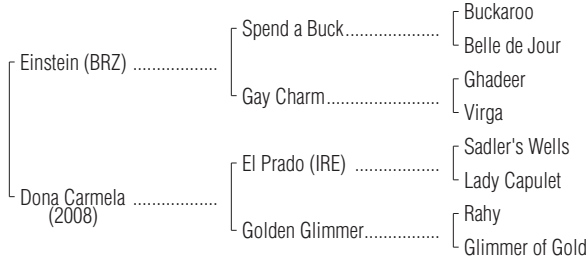 Buckaroo
Spend a Buck
Belle de Jour
Einstein (BRZ)
Ghadeer
Gay Charm
Virga
Sadler's Wells
El Prado (IRE)
Lady Capulet
Dona Carmela
(2008)
Rahy
Golden Glimmer
Glimmer of Gold